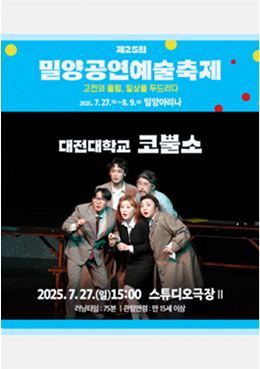 제25회
밀양공연예술축제
고전의 울림, 일상을 두드리다
2025. 7. 27.(일) - 8. 9.(토) 밀양아리나
대전대학교 코뿔소
2025. 7. 27.(일) 15:00 스튜디오극장 II
러닝타임 : 75분 | 관람연령 : 만 15세 이상